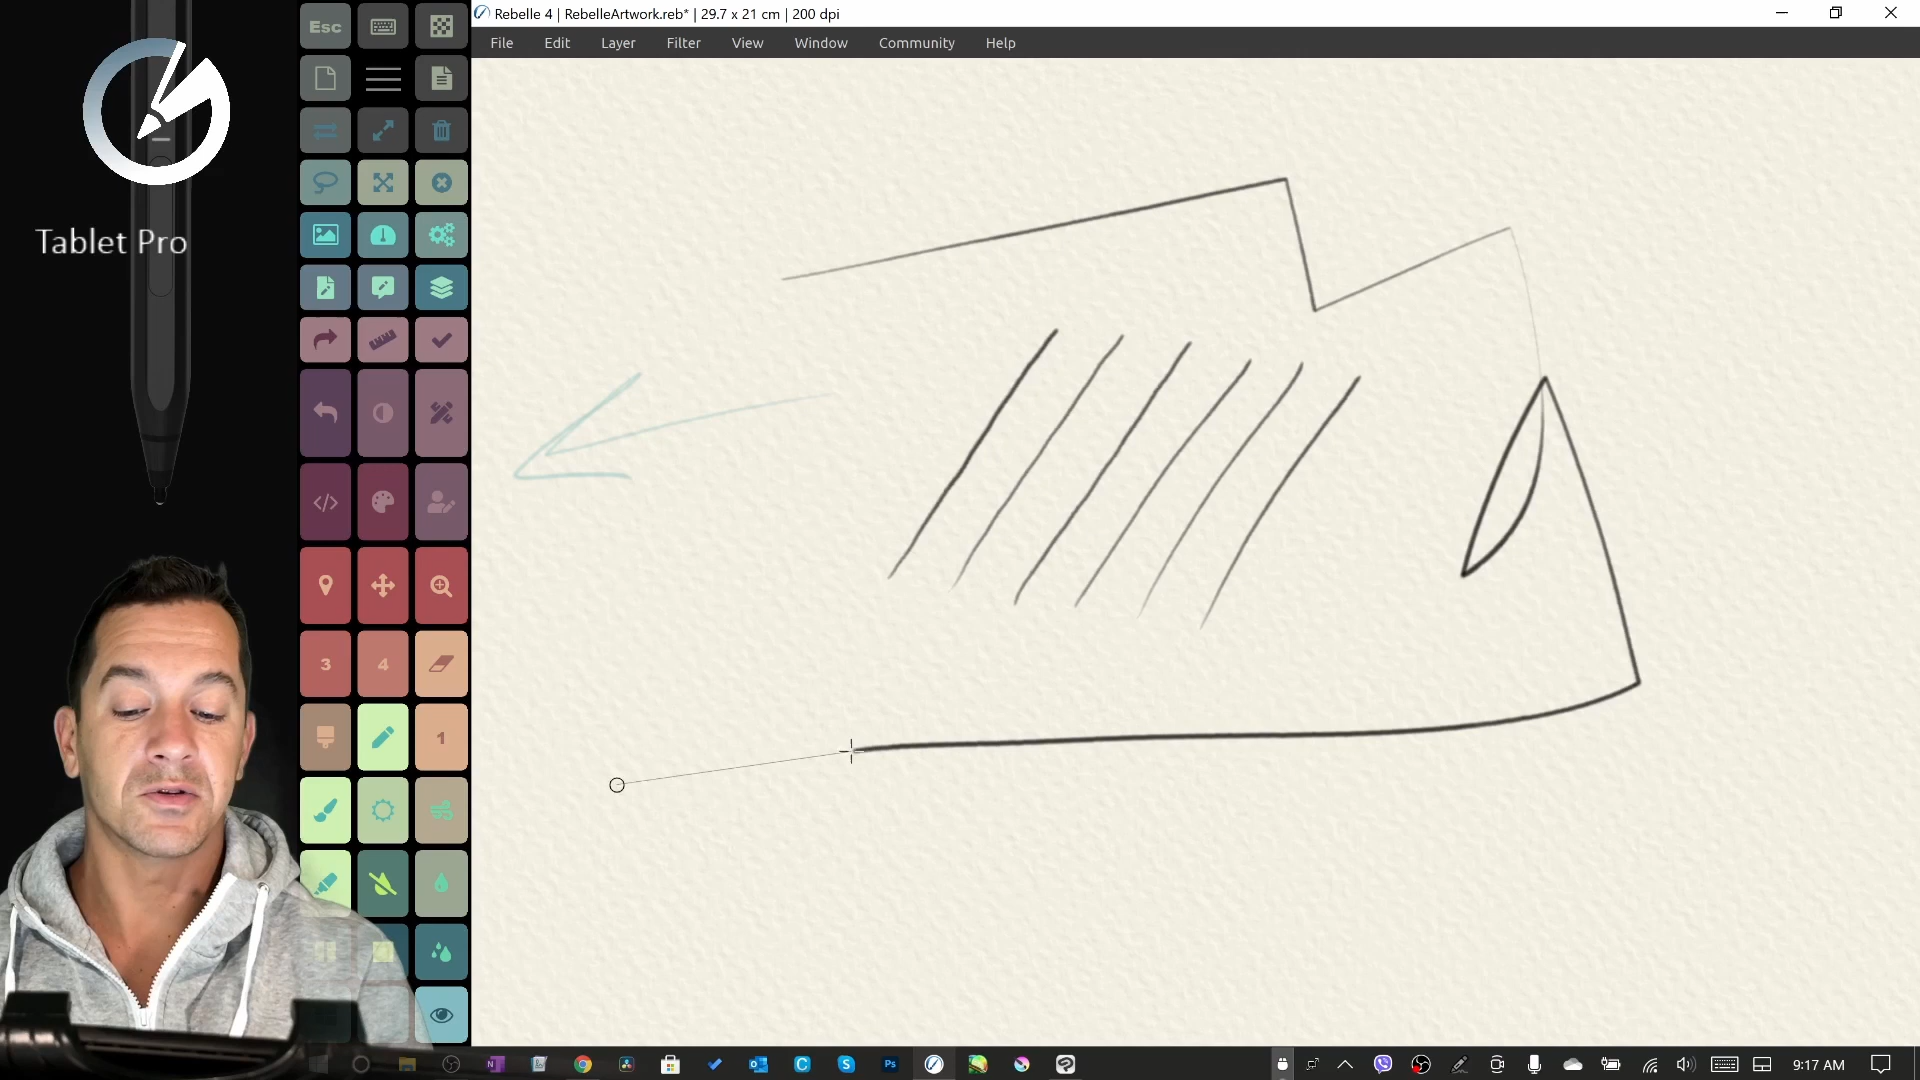 Rebelle 4 | RebelleArtwork.reb* | 29.7 x 21 cm | 200 dpi
File Edit Layer Filter View Window Community Help
Esc
Tablet Pro
3 4
1
Ps
9:17 AM